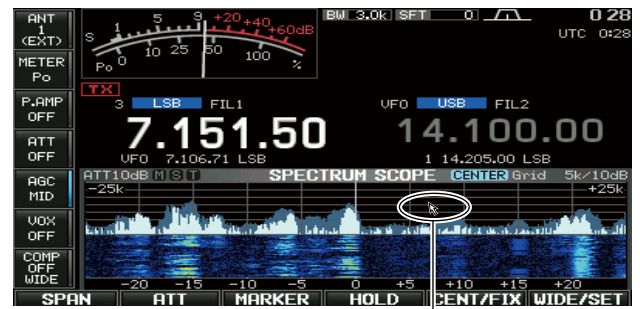 ANT
1
(EXT)
METER
Po
P.AMP
OFF
ATT
OFF
AGC
MID
VOX
OFF
COMP
OFF
WIDE
S 1 5 9 +20 +40 +60dB
Po 0 10 25 50 100 %
BW 3.0k SFT 0
0 28
UTC 0:28
TX
3 LSB FIL1
7.151.50
VFO 7.106.71 LSB
VFO USB FIL2
14.100.00
1 14.205.00 LSB
ATT10dB M S T SPECTRUM SCOPE CENTER Grid 5k/10dB
-25k +25k
-20 -15 -10 -5 0 +5 +10 +15 +20
SPAN ATT MARKER HOLD CENT/FIX WIDE/SET